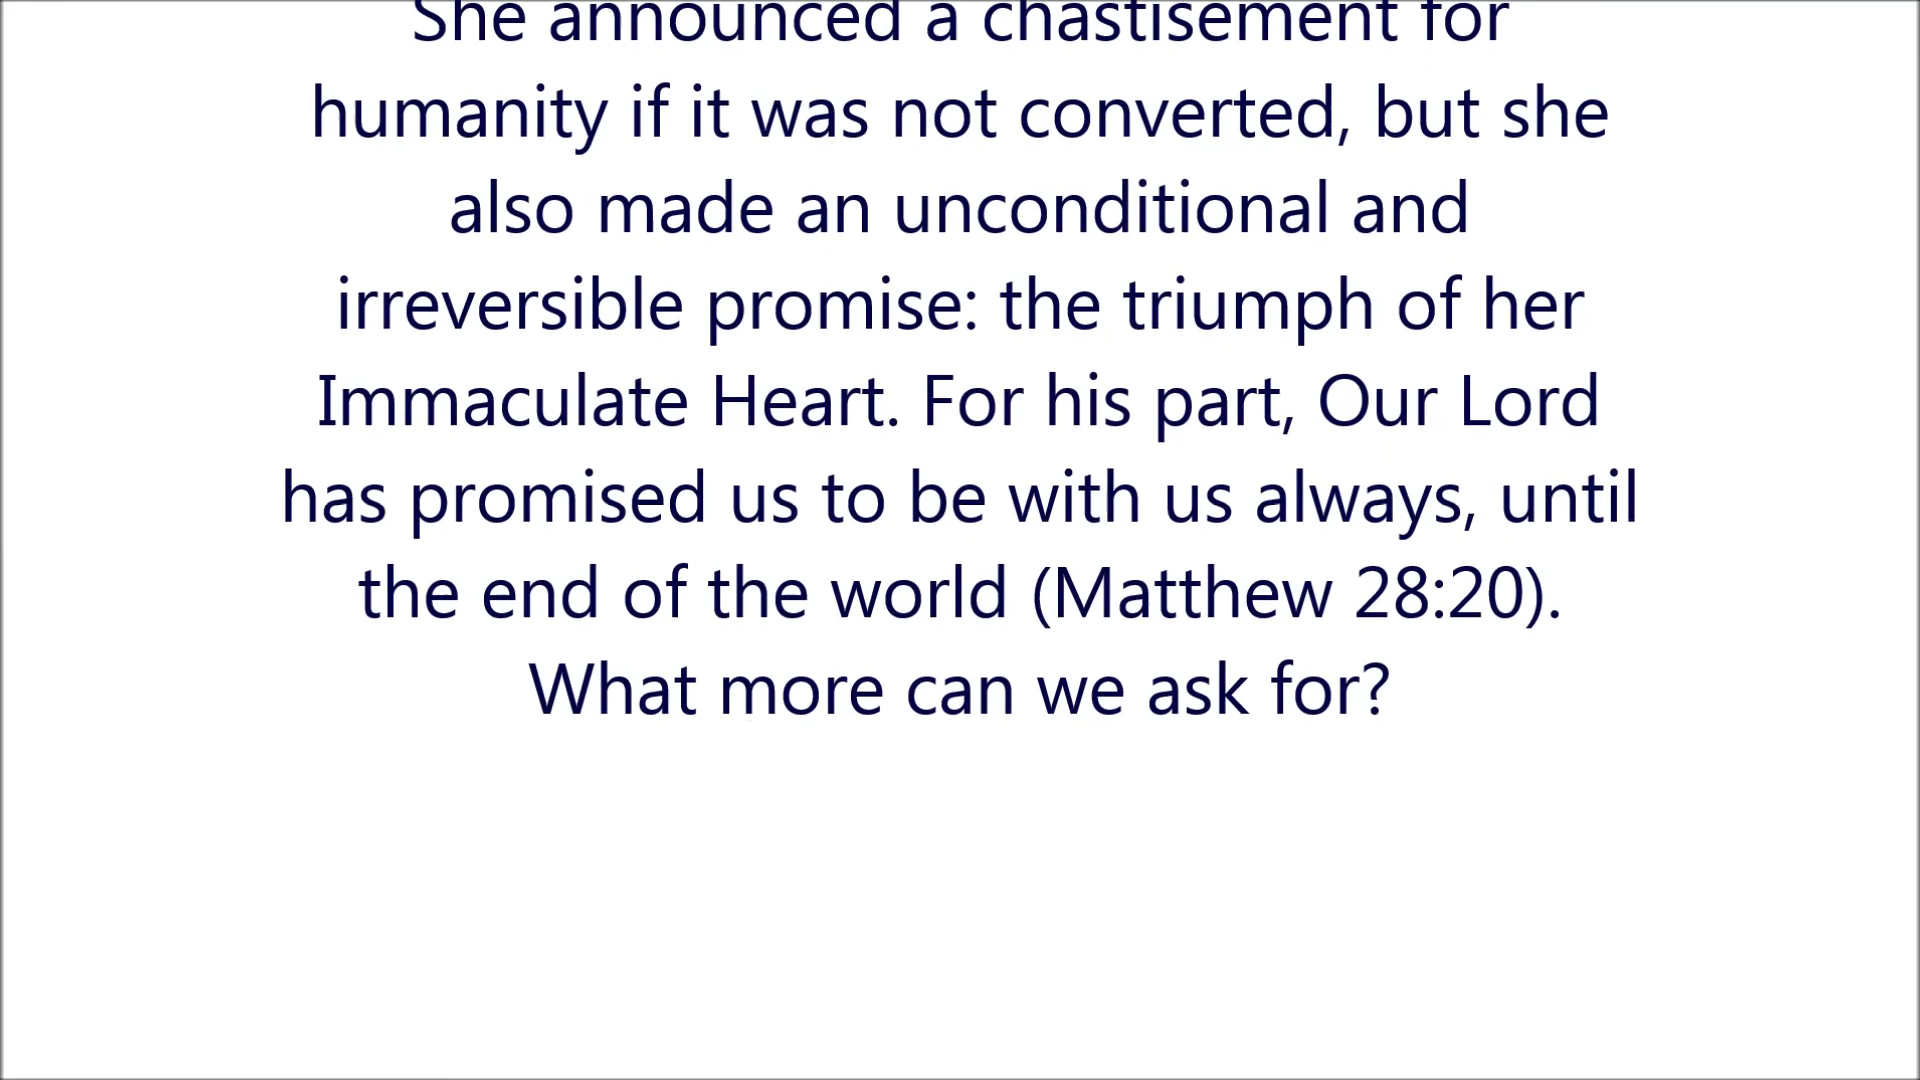 She announced a chastisement for
humanity if it was not converted, but she
also made an unconditional and
irreversible promise: the triumph of her
Immaculate Heart. For his part, Our Lord
has promised us to be with us always, until
the end of the world (Matthew 28:20).
What more can we ask for?